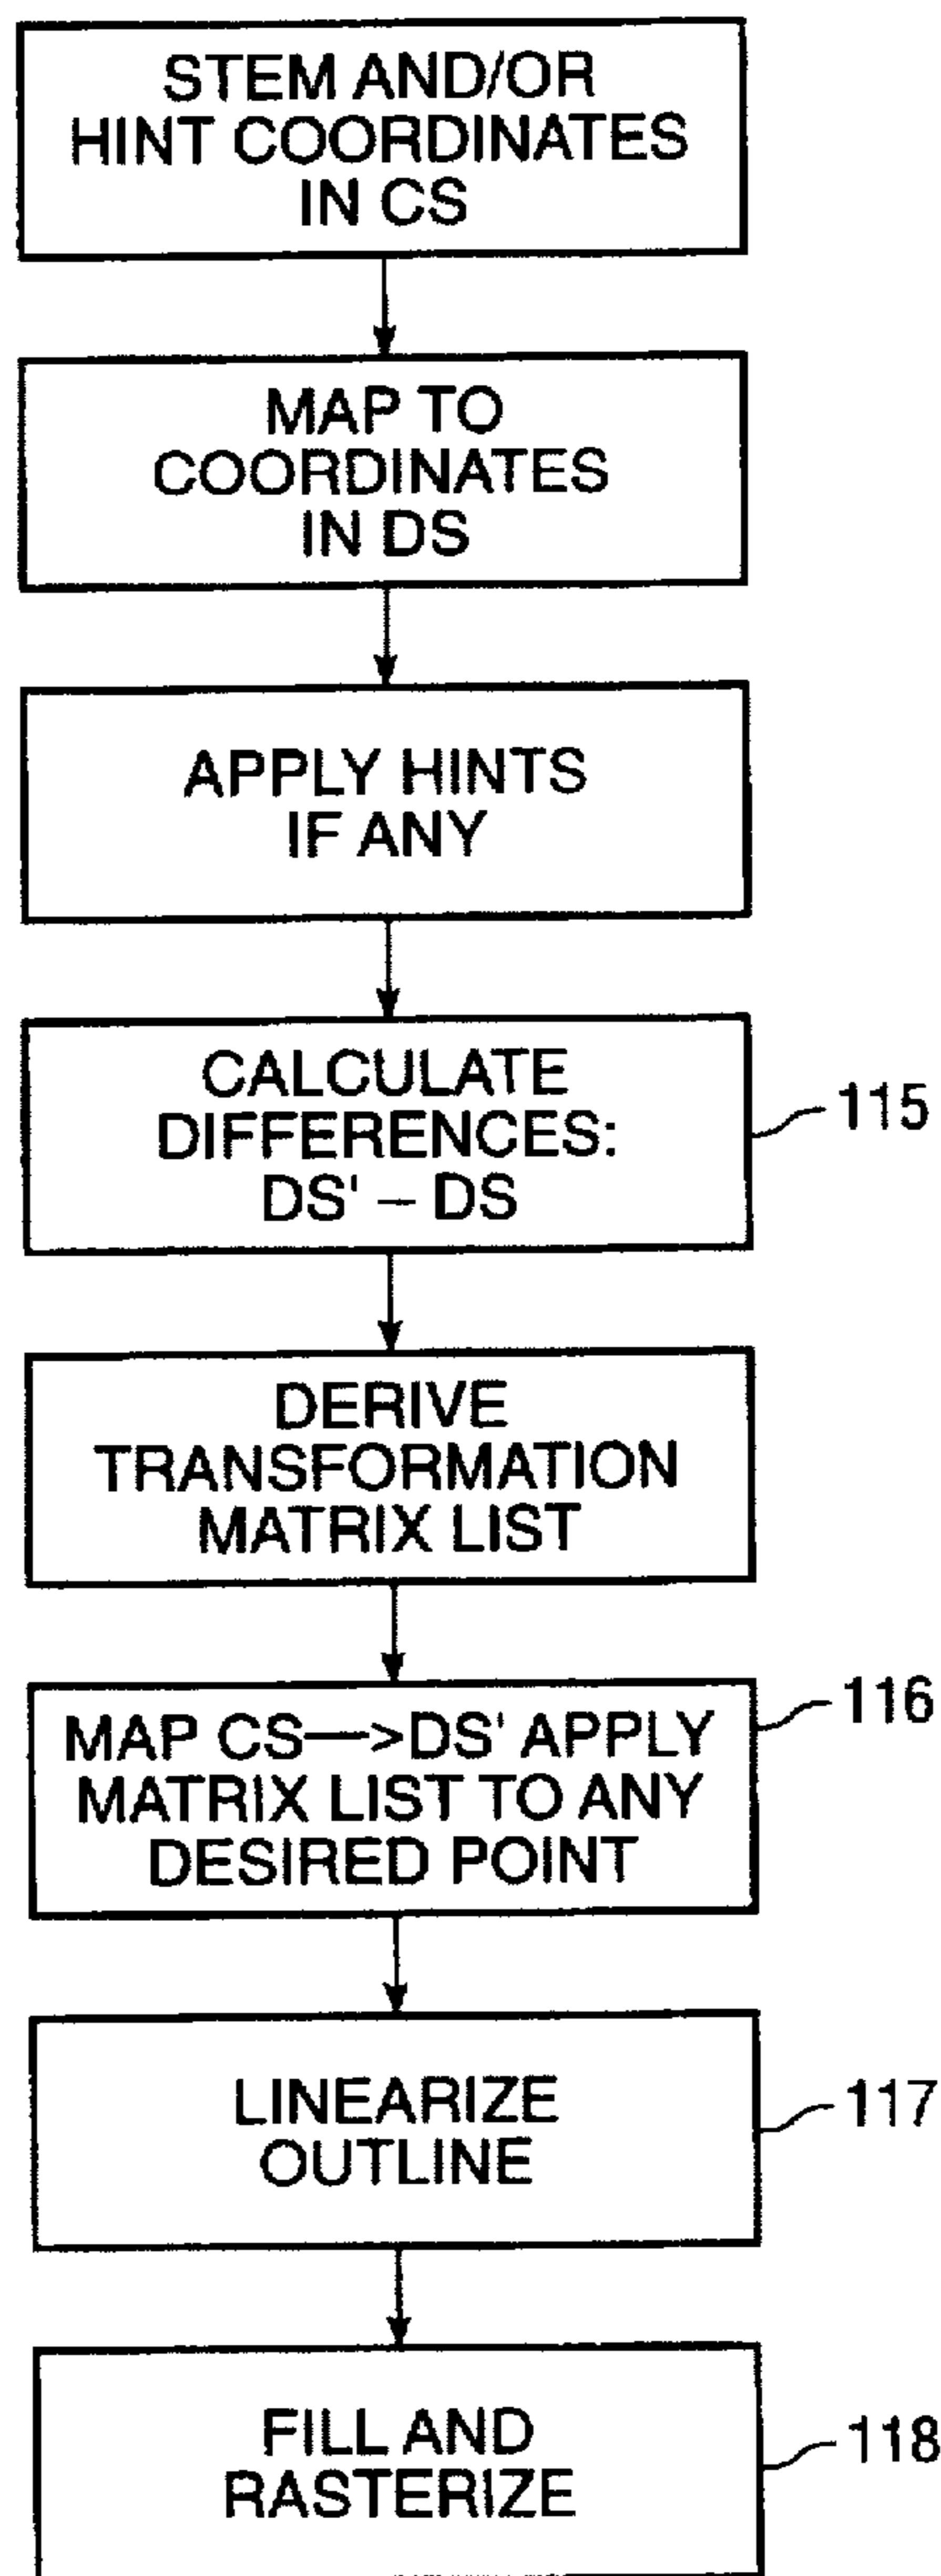 STEM AND/OR
HINT COORDINATES
IN CS
MAP TO
COORDINATES
IN DS
APPLY HINTS
IF ANY
CALCULATE
DIFFERENCES:
DS' – DS
115
DERIVE
TRANSFORMATION
MATRIX LIST
MAP CS—>DS' APPLY
MATRIX LIST TO ANY
DESIRED POINT
116
LINEARIZE
OUTLINE
117
FILL AND
RASTERIZE
118